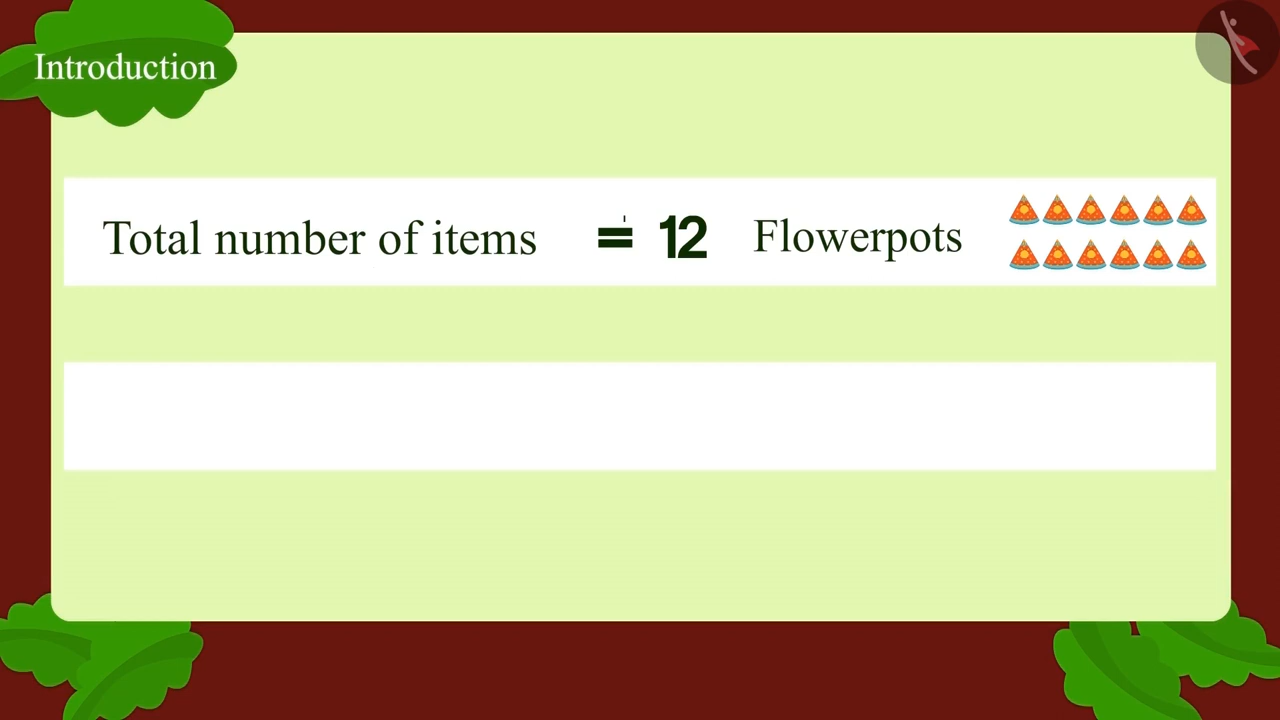 Introduction
Total number of items = 12 Flowerpots